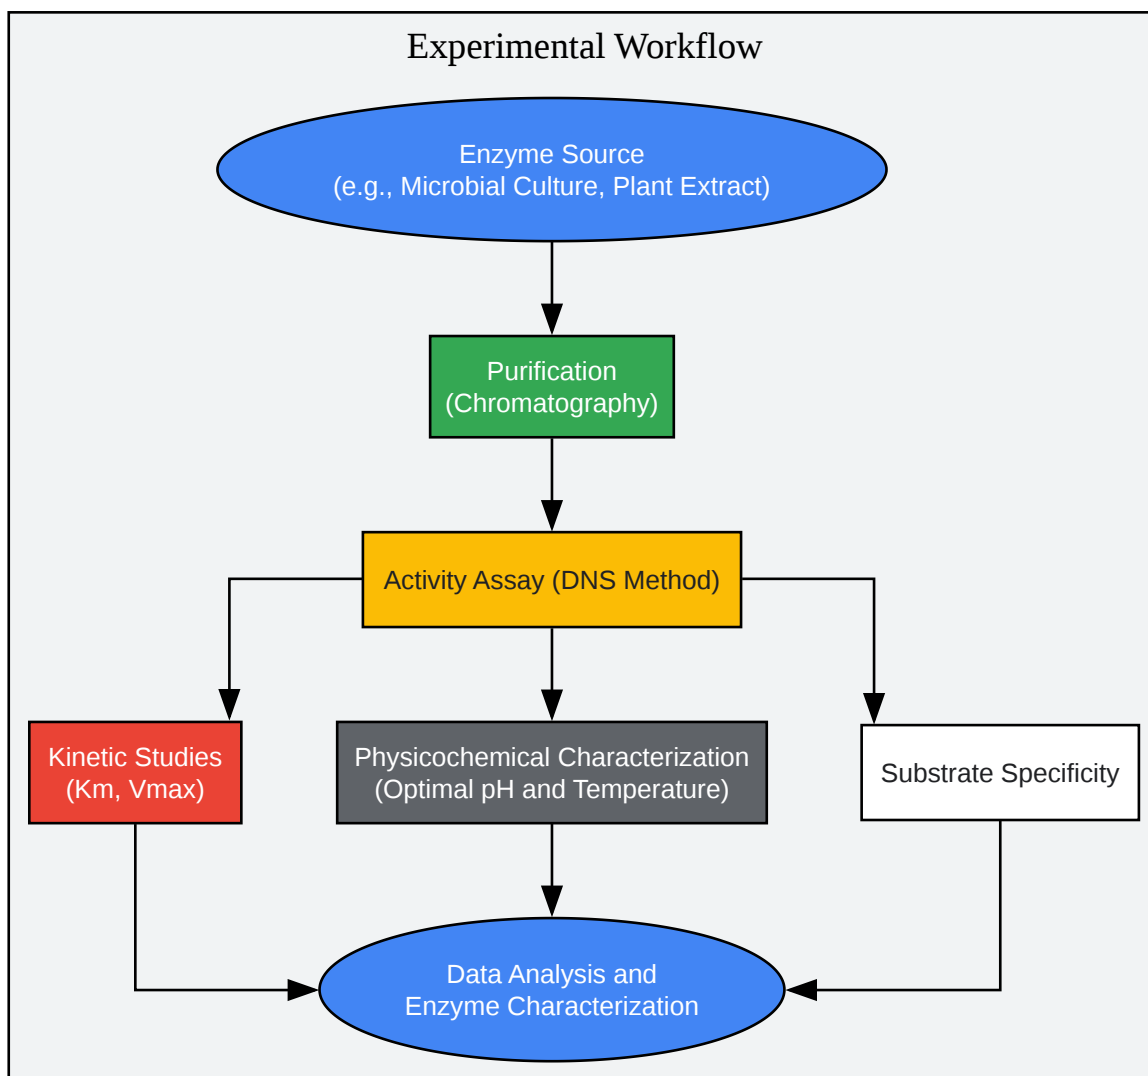 Experimental Workflow
Enzyme Source
(e.g., Microbial Culture, Plant Extract)
Purification
(Chromatography)
Activity Assay (DNS Method)
Kinetic Studies
(Km, Vmax)
Physicochemical Characterization
(Optimal pH and Temperature)
Substrate Specificity
Data Analysis and
Enzyme Characterization